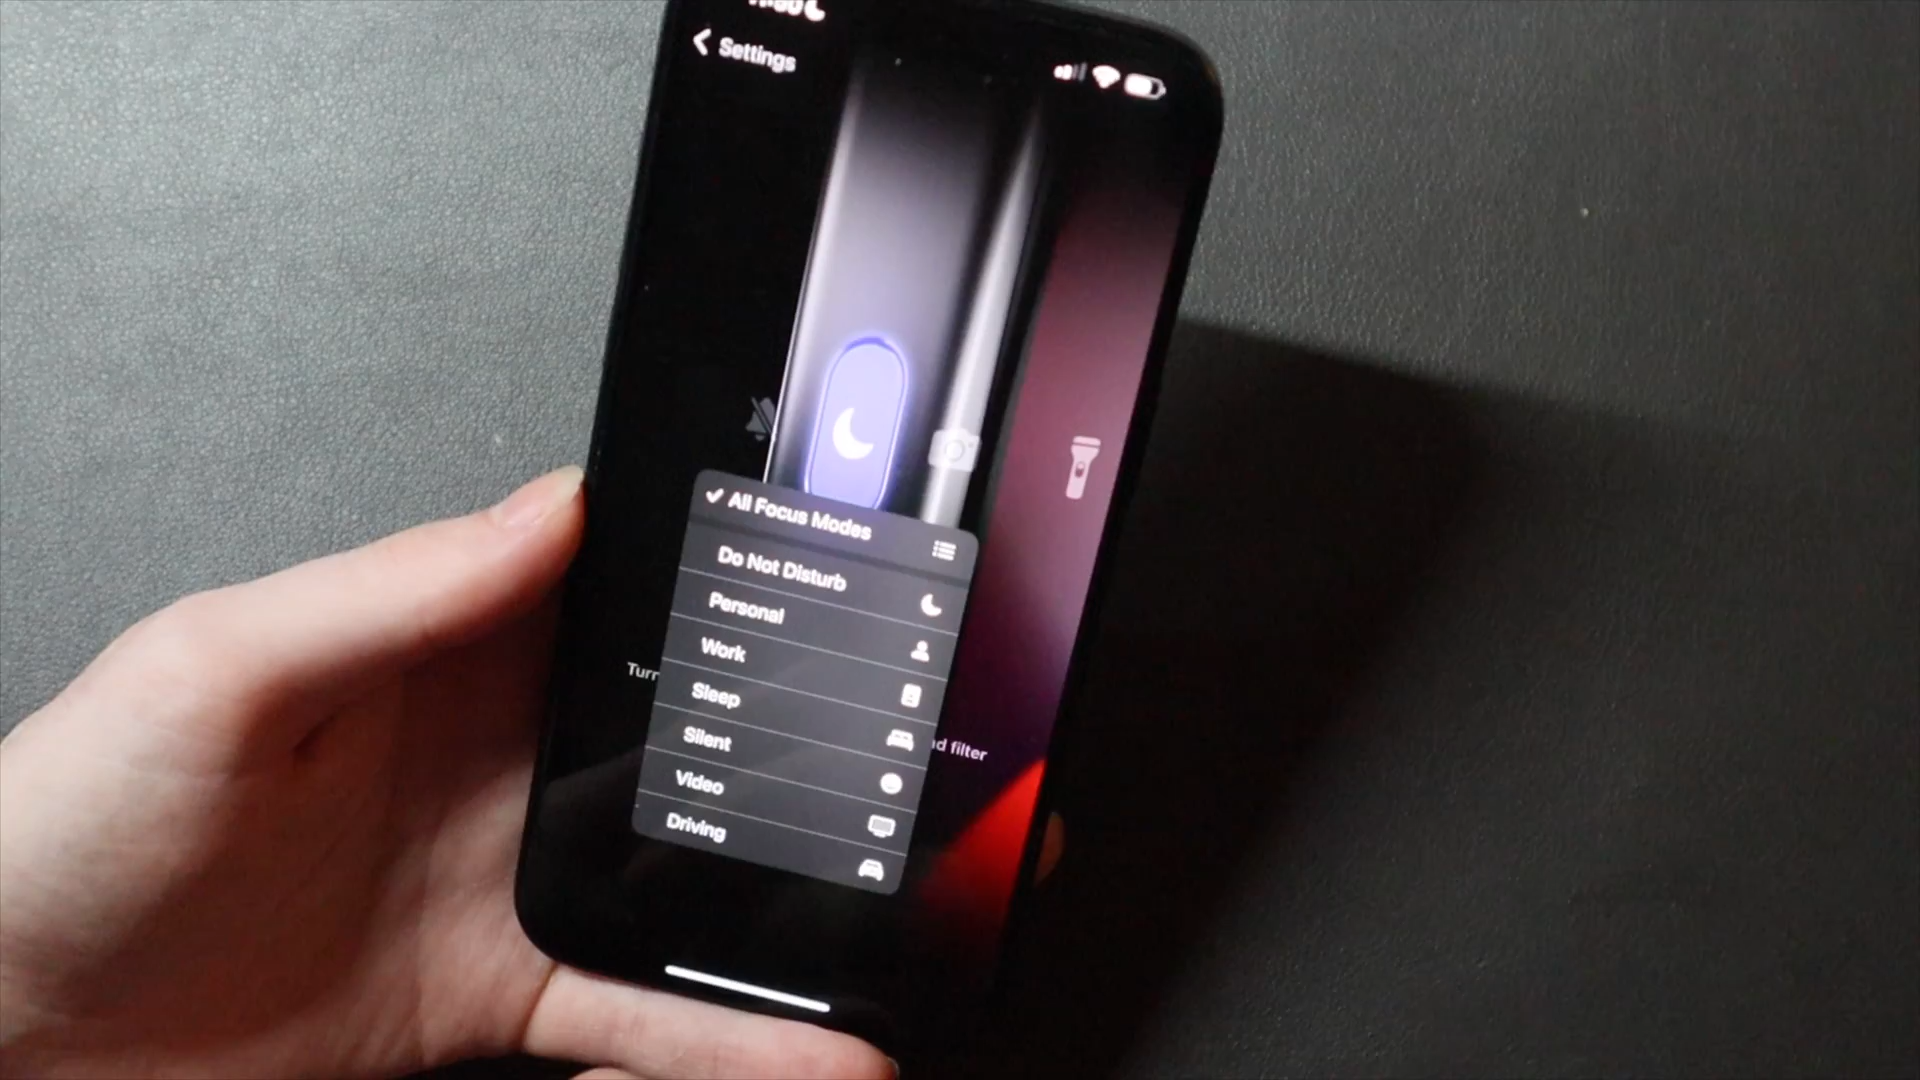 Settings
All Focus Modes
Do Not Disturb
Personal
Work
Sleep
Silent
Video
Driving
Turn
d filter